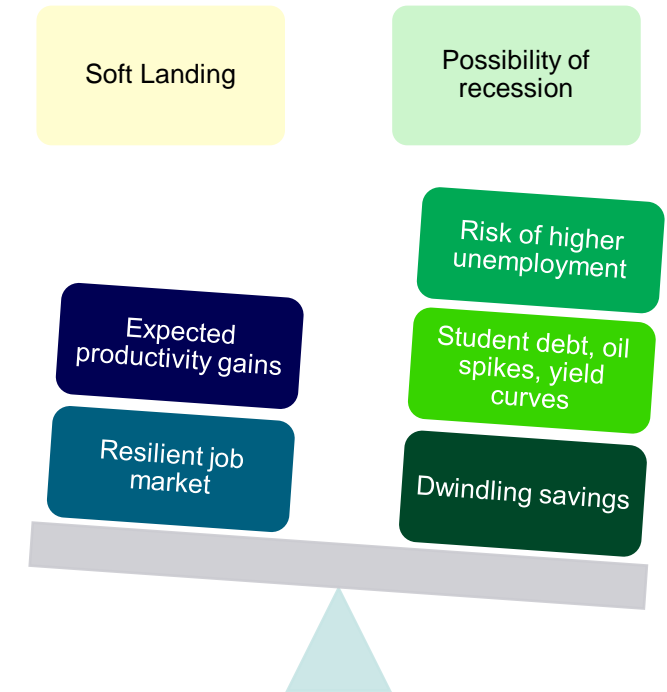 Soft Landing
Possibility of
recession
Risk of higher
unemployment
Expected
productivity gains
Student debt, oil
spikes, yield
curves
Resilient job
market
Dwindling savings